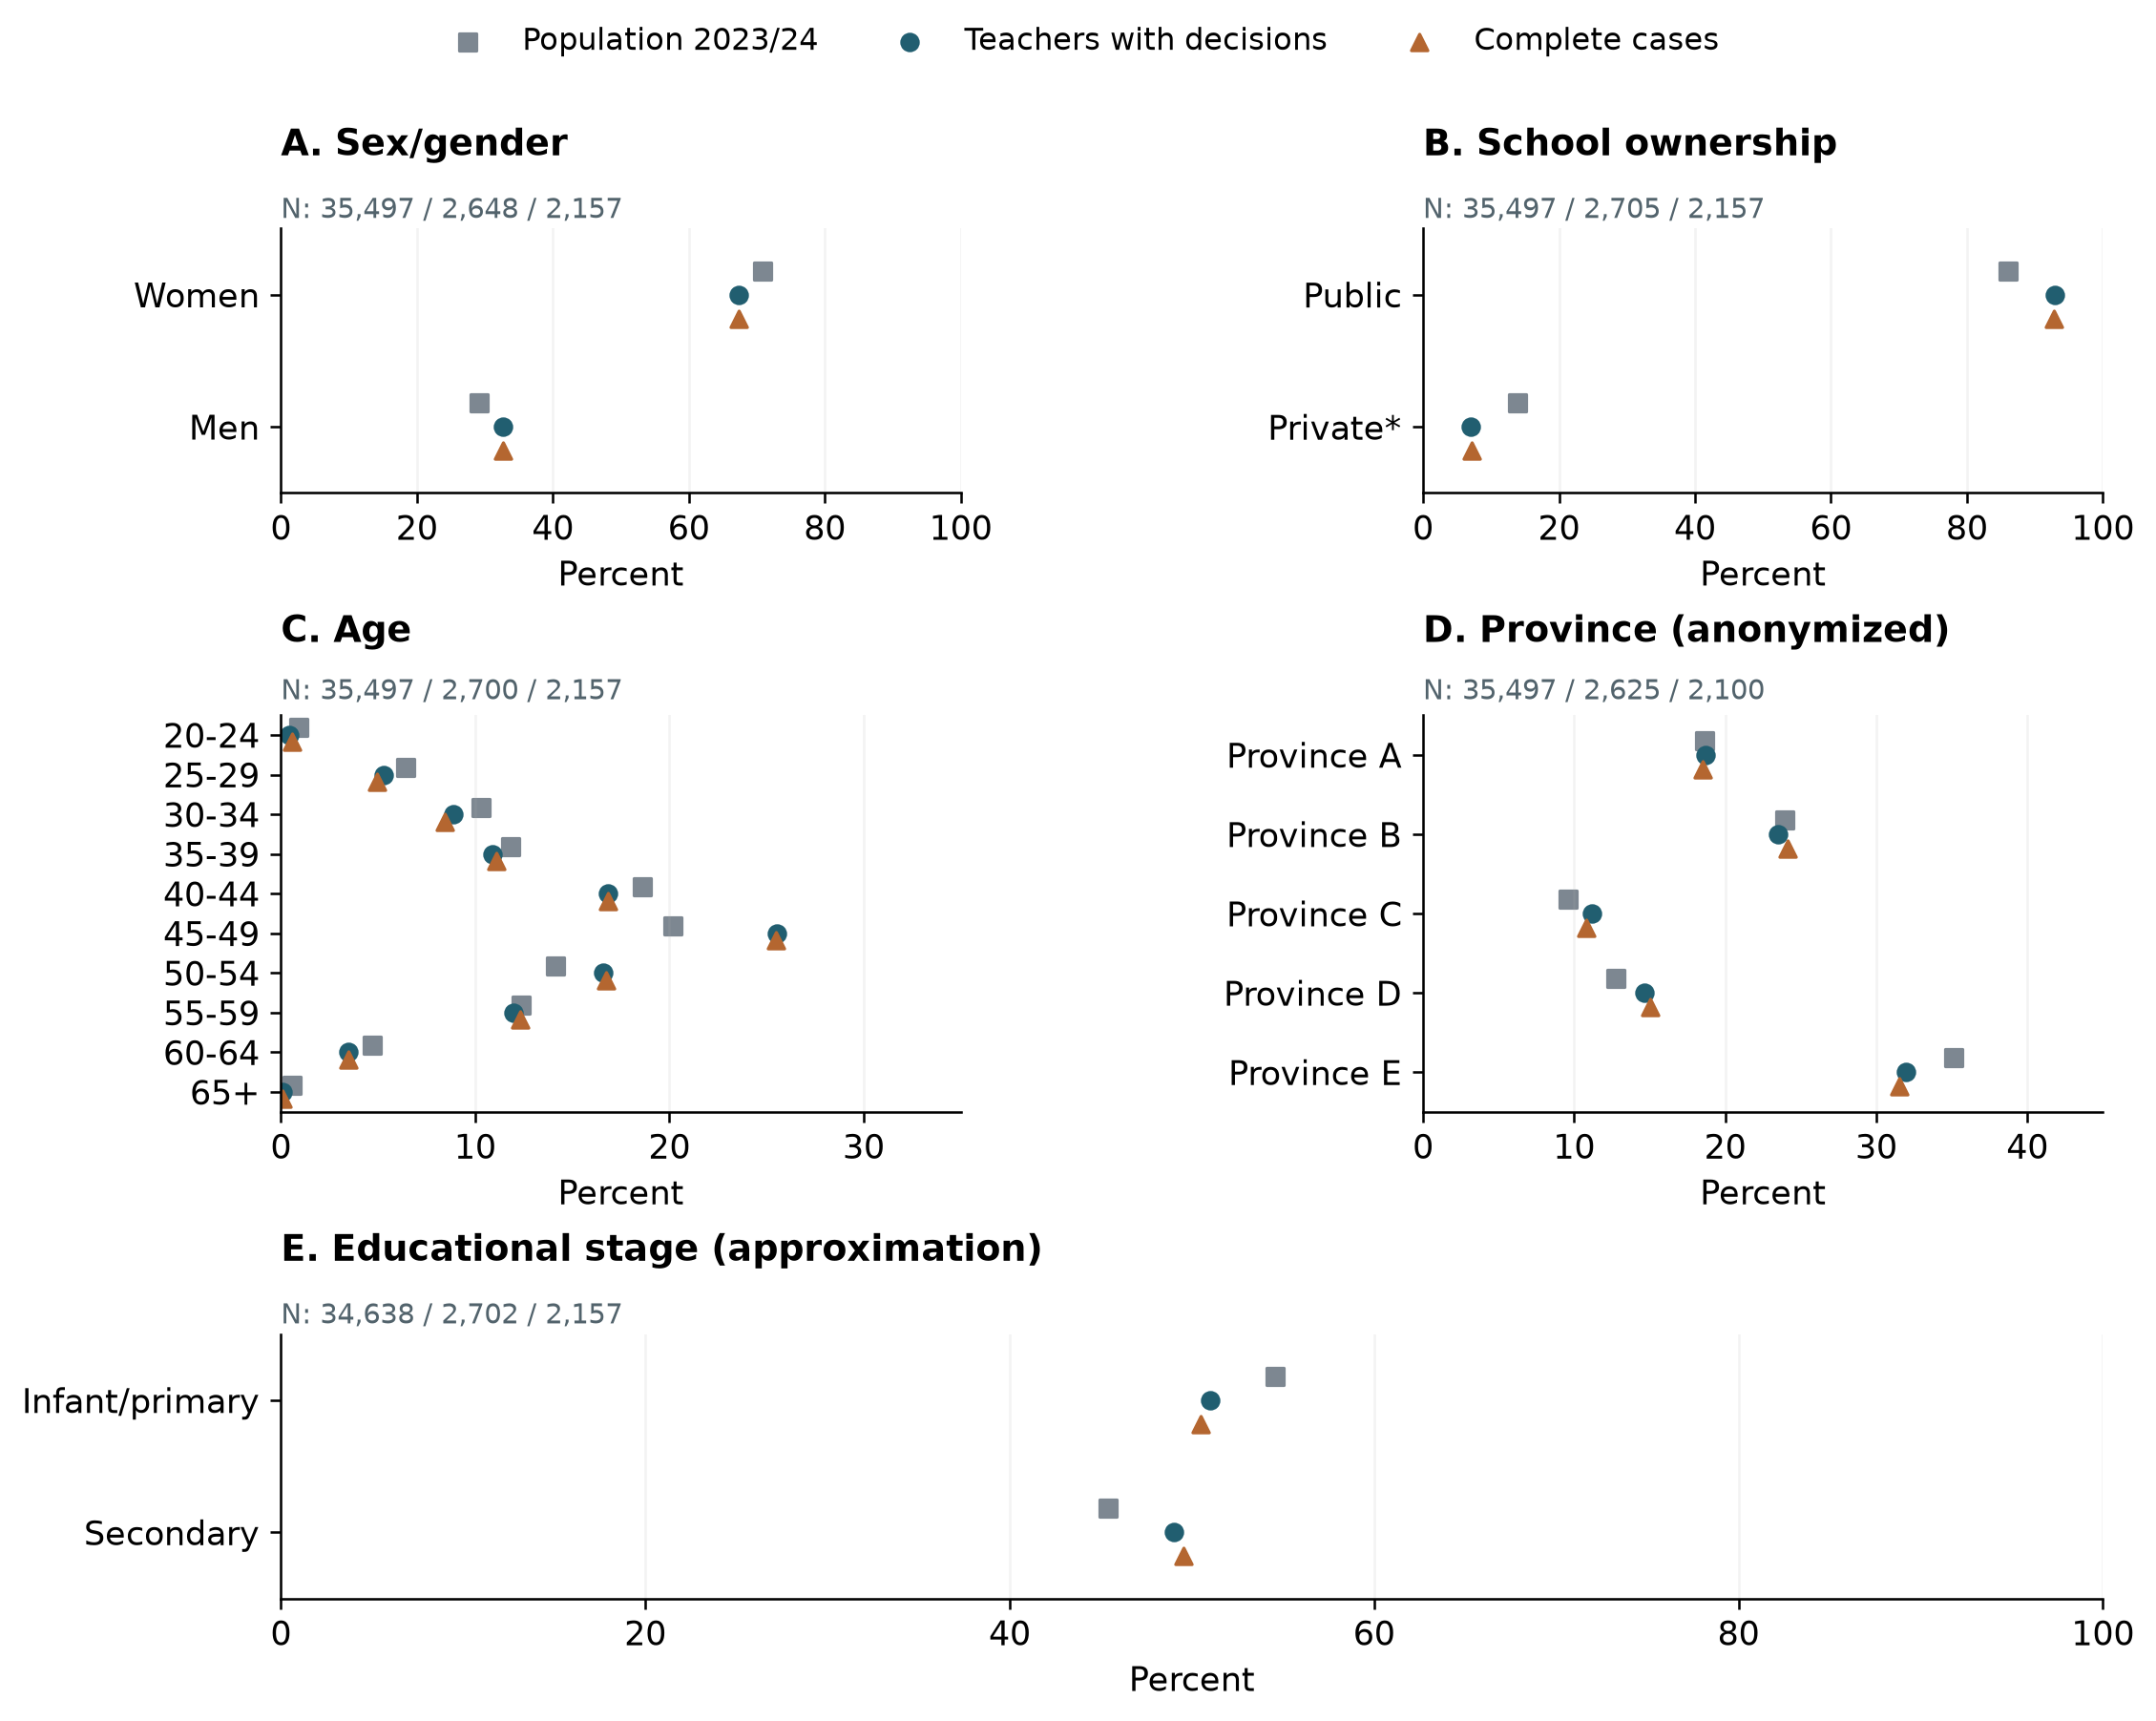 Population 2023/24 Teachers with decisions Complete cases
A. Sex/gender
N: 35,497 / 2,648 / 2,157
Women
Men
0 20 40 60 80 100
Percent
B. School ownership
N: 35,497 / 2,705 / 2,157
Public
Private*
0 20 40 60 80 100
Percent
C. Age
N: 35,497 / 2,700 / 2,157
20-24
25-29
30-34
35-39
40-44
45-49
50-54
55-59
60-64
65+
0 10 20 30
Percent
D. Province (anonymized)
N: 35,497 / 2,625 / 2,100
Province A
Province B
Province C
Province D
Province E
0 10 20 30 40
Percent
E. Educational stage (approximation)
N: 34,638 / 2,702 / 2,157
Infant/primary
Secondary
0 20 40 60 80 100
Percent